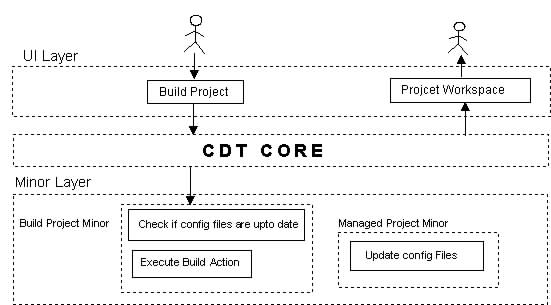 UI Layer
Build Project
Projcet Workspace
CDT CORE
Minor Layer
Build Project Minor
Check if config files are upto date
Execute Build Action
Managed Project Minor
Update config Files